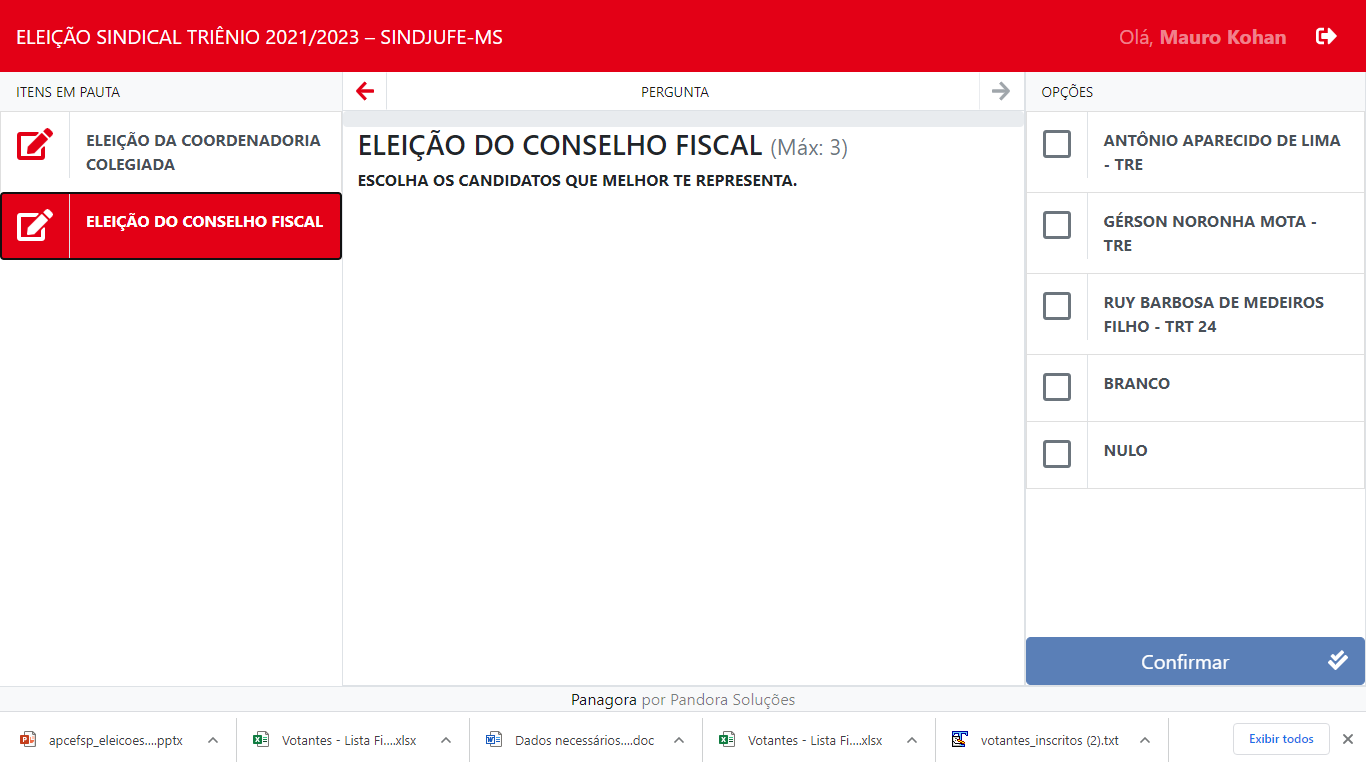 ELEIÇÃO SINDICAL TRIÊNIO 2021/2023 – SINDJUFE-MS
Olá, Mauro Kohan
ITENS EM PAUTA
ELEIÇÃO DA COORDENADORIA
COLEGIADA
ELEIÇÃO DO CONSELHO FISCAL
PERGUNTA
ELEIÇÃO DO CONSELHO FISCAL (Máx: 3)
ESCOLHA OS CANDIDATOS QUE MELHOR TE REPRESENTA.
OPÇÕES
ANTÔNIO APARECIDO DE LIMA
- TRE
GÉRSON NORONHA MOTA -
TRE
RUY BARBOSA DE MEDEIROS
FILHO - TRT 24
BRANCO
NULO
Confirmar
Panagora por Pandora Soluções
apcefsp_eleicoes....pptx
Votantes - Lista Fi....xlsx
Dados necessários....doc
Votantes - Lista Fi....xlsx
votantes_inscritos (2).txt
Exibir todos